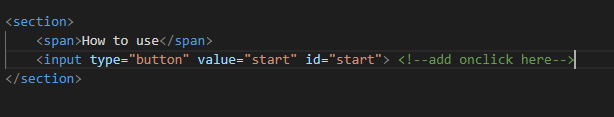 <section>
<span>How to use</span>
<input type="button" value="start" id="start"> <!--add onclick here-->
</section>